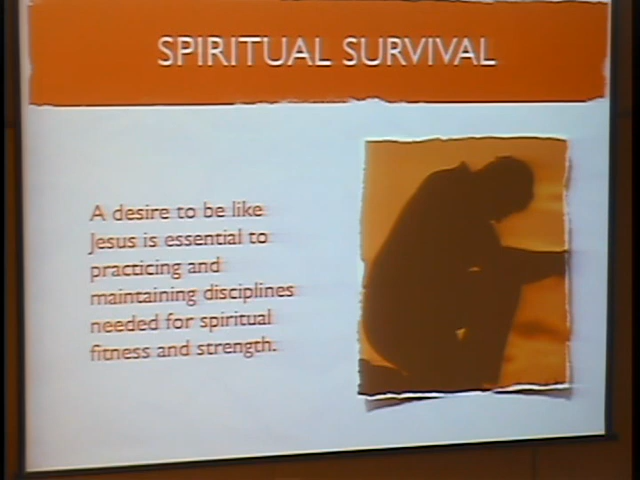 SPIRITUAL SURVIVAL
A desire to be like
Jesus is essential to
practicing and
maintaining disciplines
needed for spiritual
fitness and strength.